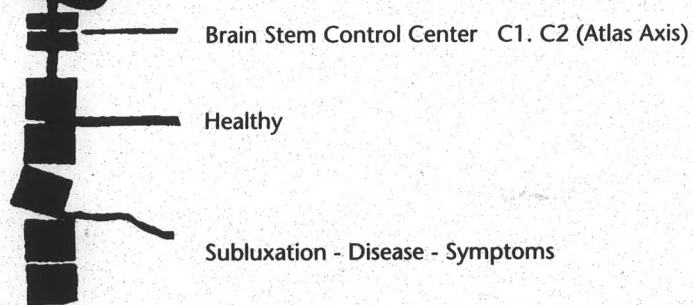 Brain Stem Control Center C1. C2 (Atlas Axis)
Healthy
Subluxation - Disease - Symptoms